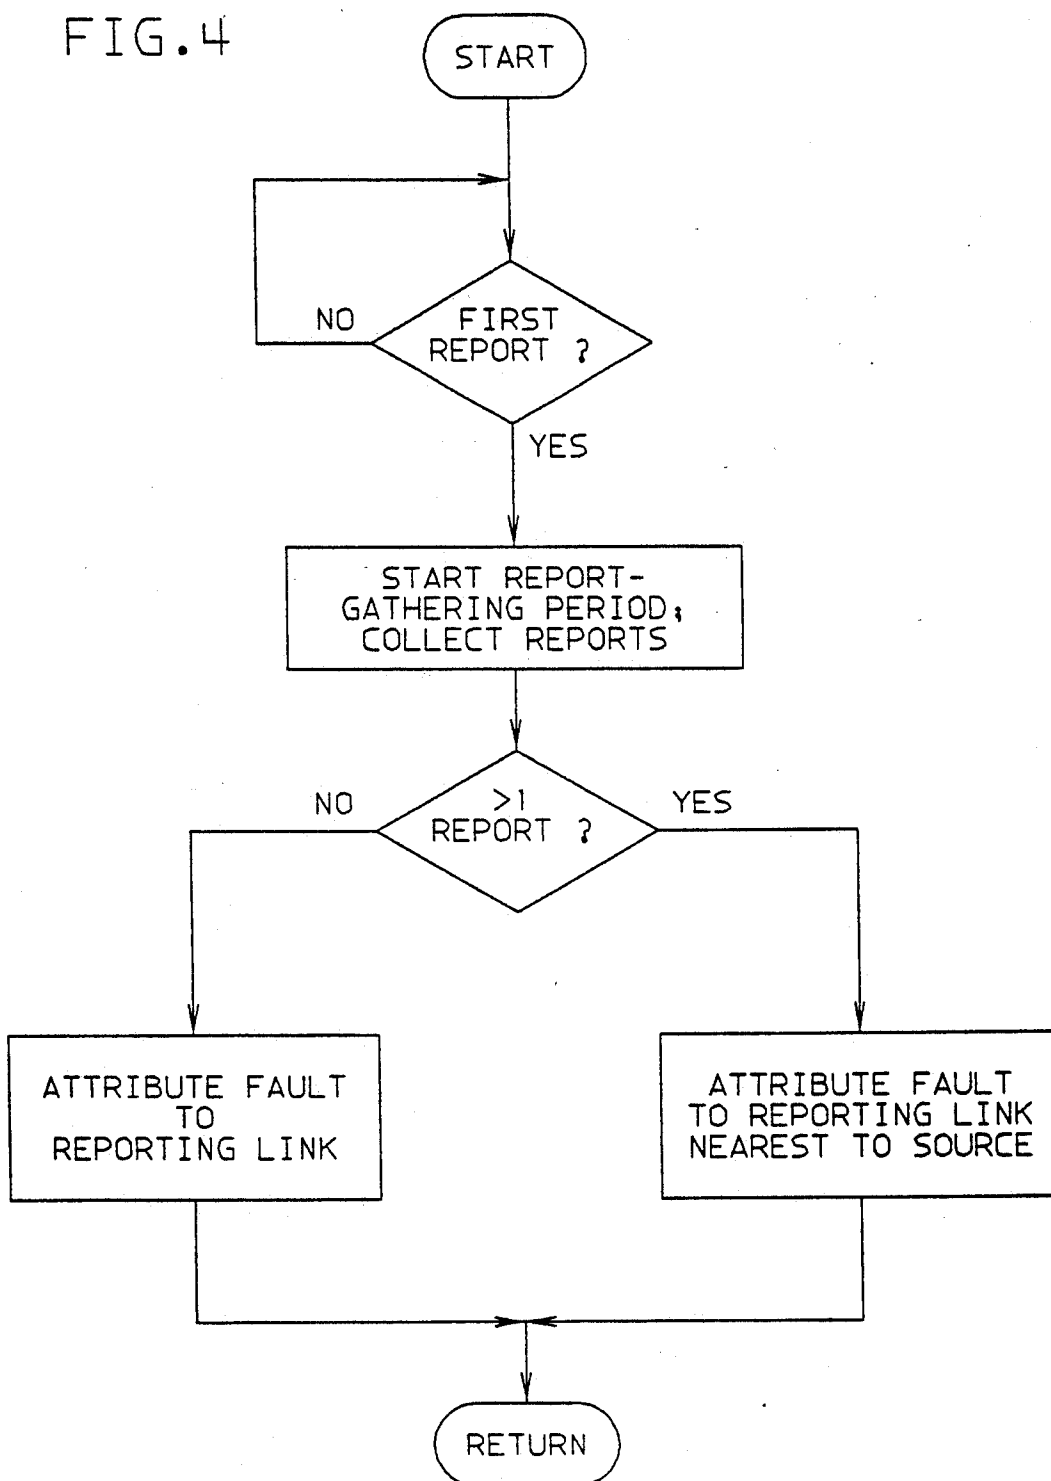 FIG.4
START
NO
FIRST
REPORT ?
YES
START REPORT-
GATHERING PERIOD;
COLLECT REPORTS
NO
>1
REPORT ?
YES
ATTRIBUTE FAULT
TO
REPORTING LINK
ATTRIBUTE FAULT
TO REPORTING LINK
NEAREST TO SOURCE
RETURN